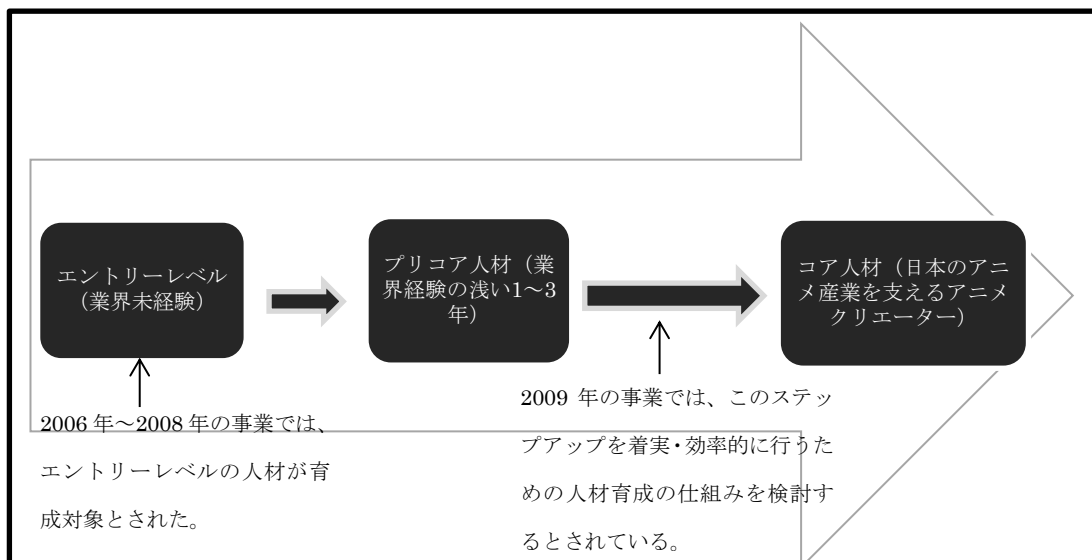 エントリーレベル
（業界未経験）
プリコア人材（業
界経験の浅い1～3
年）
コア人材（日本のアニ
メ産業を支えるアニメ
クリエーター）
2006 年～2008 年の事業では、
エントリーレベルの人材が育
成対象とされた。
2009 年の事業では、このステッ
プアップを着実・効率的に行うた
めの人材育成の仕組みを検討す
るとされている。